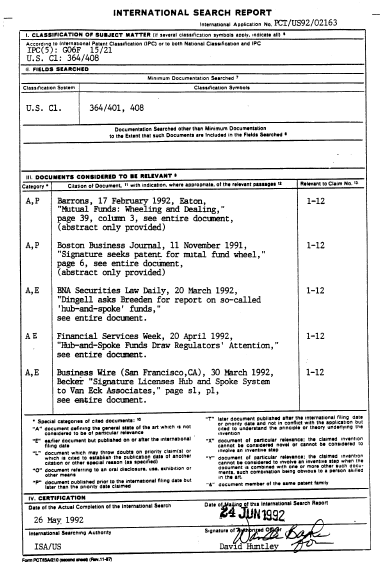 INTERNATIONAL SEARCH REPORT
International Application No. PCT/US92/02163
I. CLASSIFICATION OF SUBJECT MATTER (if several classification symbols apply, indicate all) 6
According to International Patent Classification (IPC) or to both National Classification and IPC
IPC(5): G06F 15/21
U.S. Cl: 364/408
II. FIELDS SEARCHED
Minimum Documentation Searched 7
Classification System Classification Symbols
U.S. Cl. 364/401, 408
Documentation Searched other than Minimum Documentation
to the Extent that such Documents are Included in the Fields Searched 8
III. DOCUMENTS CONSIDERED TO BE RELEVANT 9
Category * Citation of Document, 11 with indication, where appropriate, of the relevant passages 12 Relevant to Claim No. 13
A,P Barrons, 17 February 1992, Eaton, 1-12
"Mutual Funds: Wheeling and Dealing,"
page 39, column 3, see entire document,
(abstract only provided)
A,P Boston Business Journal, 11 November 1991, 1-12
"Signature seeks patent for mutal fund wheel,"
page 6, see entire document,
(abstract only provided)
A,E BNA Securities Law Daily, 20 March 1992, 1-12
"Dingell asks Breeden for report on so-called
'hub-and-spoke' funds,"
see entire document.
A E Financial Services Week, 20 April 1992, 1-12
"Hub-and-Spoke Funds Draw Regulators' Attention,"
see entire document.
A,E Business Wire (San Francisco,CA), 30 March 1992, 1-12
Becker "Signature Licenses Hub and Spoke System
to Van Eck Associates," page s1, p1,
see entire document.
* Special categories of cited documents: 10
"A" document defining the general state of the art which is not
considered to be of particular relevance
"E" earlier document but published on or after the international
filing date
"L" document which may throw doubts on priority claim(s) or
which is cited to establish the publication date of another
citation or other special reason (as specified)
"O" document referring to an oral disclosure, use, exhibition or
other means
"P" document published prior to the international filing date but
later than the priority date claimed
"T" later document published after the international filing date
or priority date and not in conflict with the application but
cited to understand the principle or theory underlying the
invention
"X" document of particular relevance; the claimed invention
cannot be considered novel or cannot be considered to
involve an inventive step
"Y" document of particular relevance; the claimed invention
cannot be considered to involve an inventive step when the
document is combined with one or more other such docu-
ments, such combination being obvious to a person skilled
in the art.
"&" document member of the same patent family
IV. CERTIFICATION
Date of the Actual Completion of the International Search Date of Mailing of this International Search Report
26 May 1992 24 JUN 1992
International Searching Authority Signature of Authorized Officer
ISA/US David Huntley
Form PCT/ISA/210 (second sheet) (Rev.11-87)